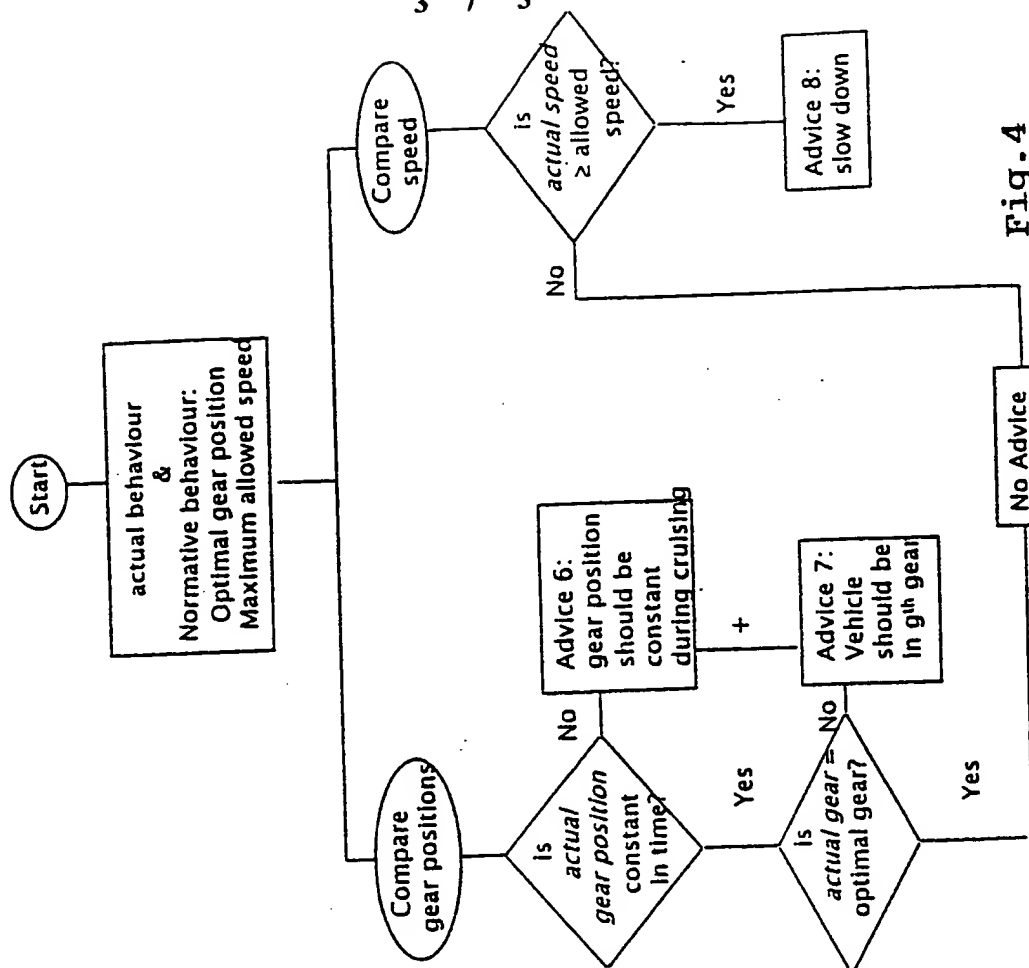 Start
actual behaviour
&
Normative behaviour:
Optimal gear position
Maximum allowed speed
Compare
gear positions
is
actual
gear position
constant
in time?
No
Advice 6:
gear position
should be
constant
during cruising
+
Yes
is
actual gear =
optimal gear?
No
Advice 7:
Vehicle
should be
in gth gear
Yes
No Advice
Compare
speed
is
actual speed
≥ allowed
speed?
No
Yes
Advice 8:
slow down
Fig.4